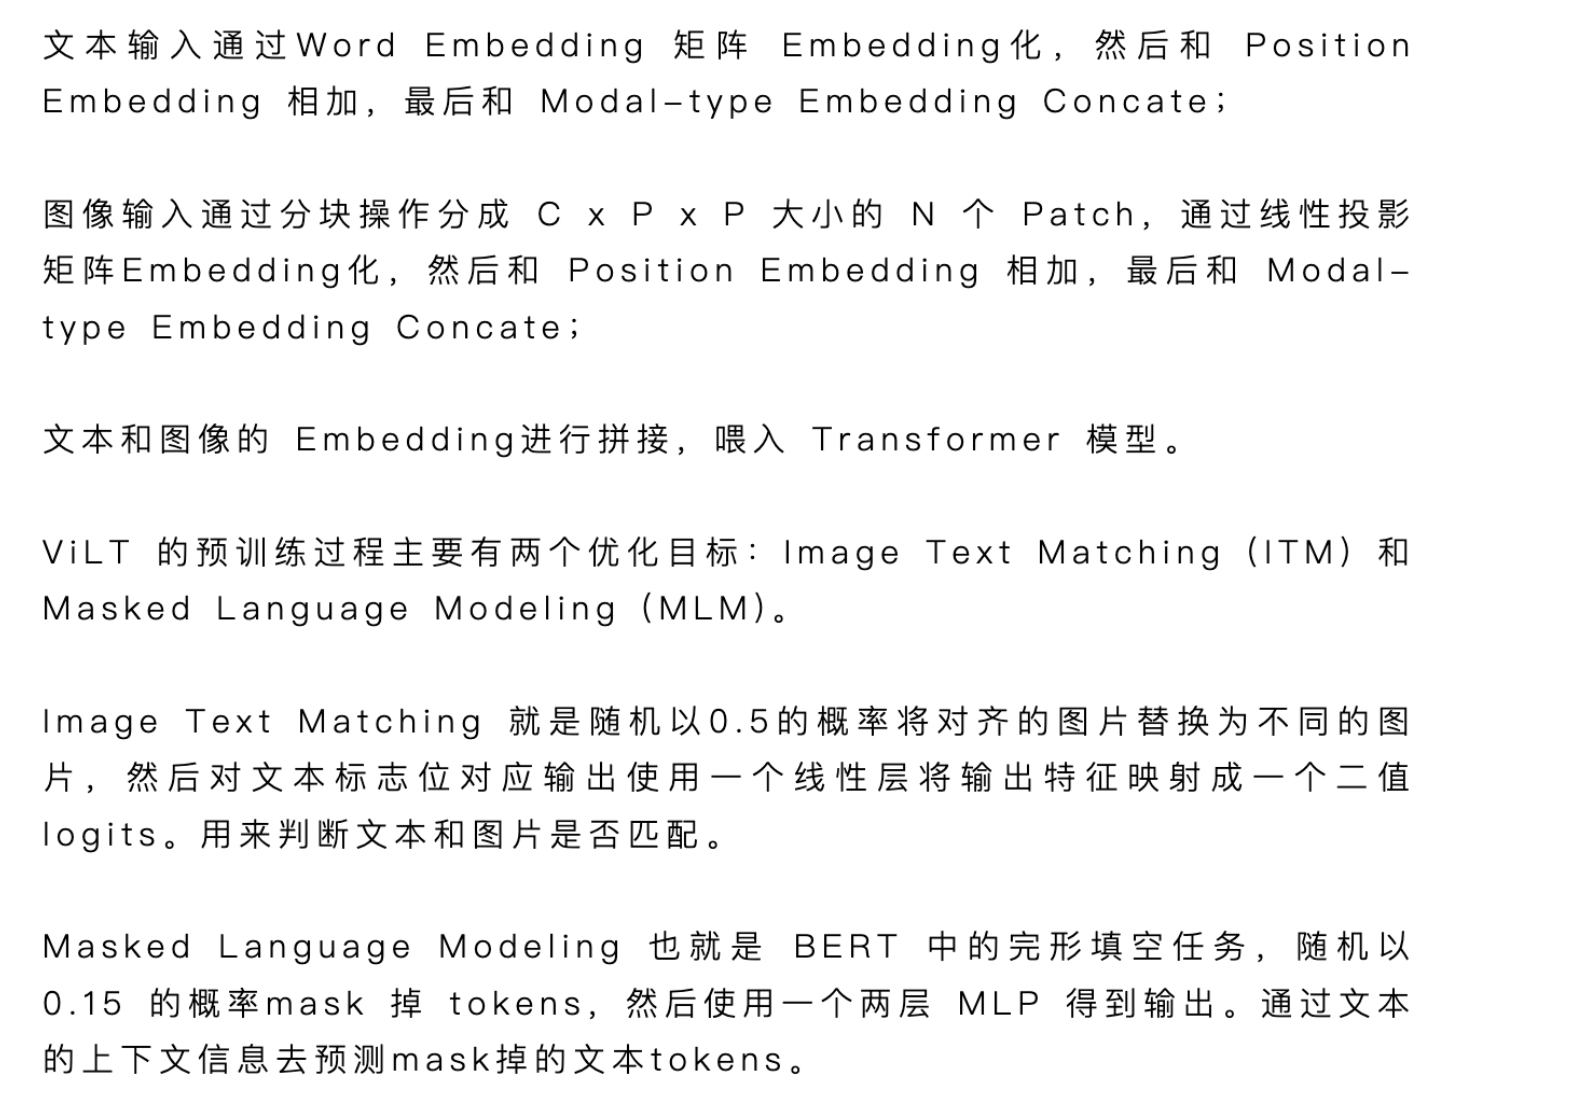 文本输入通过Word Embedding 矩阵 Embedding化，然后和 Position
Embedding 相加，最后和 Modal-type Embedding Concate；
图像输入通过分块操作分成 C x P x P 大小的 N 个 Patch，通过线性投影
矩阵Embedding化，然后和 Position Embedding 相加，最后和 Modal-
type Embedding Concate；
文本和图像的 Embedding进行拼接，喂入 Transformer 模型。
ViLT 的预训练过程主要有两个优化目标：Image Text Matching（ITM）和
Masked Language Modeling（MLM）。
Image Text Matching 就是随机以0.5的概率将对齐的图片替换为不同的图
片，然后对文本标志位对应输出使用一个线性层将输出特征映射成一个二值
logits。用来判断文本和图片是否匹配。
Masked Language Modeling 也就是 BERT 中的完形填空任务，随机以
0.15 的概率mask 掉 tokens，然后使用一个两层 MLP 得到输出。通过文本
的上下文信息去预测mask掉的文本tokens。